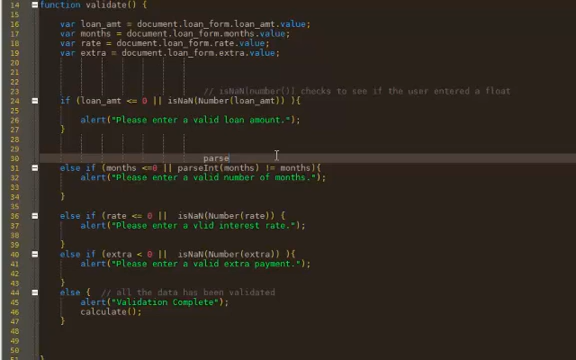 14 function validate() {
15
16 var loan_amt = document.loan_form.loan_amt.value;
17 var months = document.loan_form.months.value;
18 var rate = document.loan_form.rate.value;
19 var extra = document.loan_form.extra.value;
20
21
22
23 // isNaN(number()) checks to see if the user entered a float
24 if (loan_amt <= 0 || isNaN(Number(loan_amt)) ){
25
26 alert("Please enter a valid loan amount.");
27 }
28
29
30 parse
31 else if (months <=0 || parseInt(months) != months){
32 alert("Please enter a valid number of months.");
33
34 }
35
36 else if (rate <= 0 || isNaN(Number(rate)) {
37 alert("Please enter a vlid interest rate.");
38
39 }
40 else if (extra < 0 || isNaN(Number(extra)) ){
41 alert("Please enter a valid extra payment.");
42
43 }
44 else { // all the data has been validated
45 alert("Validation Complete");
46 calculate();
47 }
48
49
50
51 }